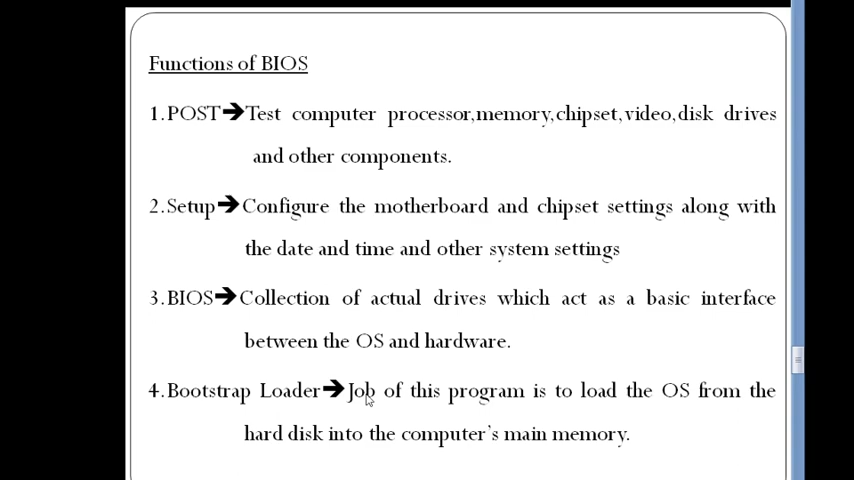 Functions of BIOS
1.POST➔Test computer processor,memory,chipset,video,disk drives
and other components.
2.Setup➔Configure the motherboard and chipset settings along with
the date and time and other system settings
3.BIOS➔Collection of actual drives which act as a basic interface
between the OS and hardware.
4.Bootstrap Loader➔Job of this program is to load the OS from the
hard disk into the computer's main memory.